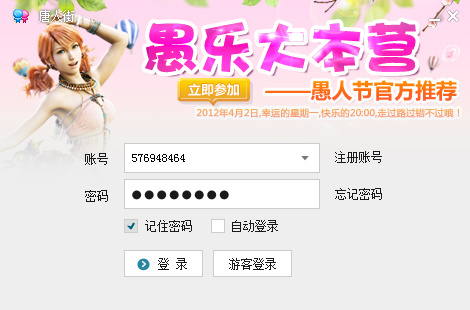 唐人街
愚乐大本营
立即参加
——愚人节官方推荐
2012年4月2日,幸运的星期一,快乐的20:00,走过路过错不过哦！
账号
576948464
注册账号
密码
●●●●●●●●
忘记密码
记住密码
自动登录
登 录
游客登录